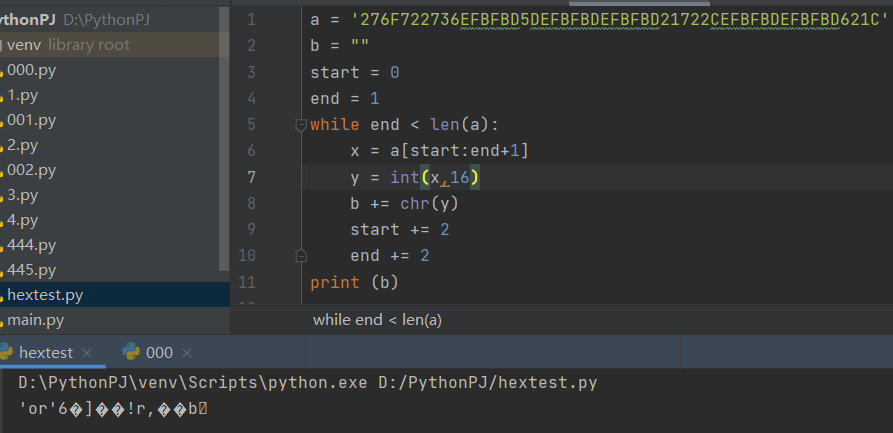 ythonPJ D:\PythonPJ
venv library root
000.py
1.py
001.py
2.py
002.py
3.py
4.py
444.py
445.py
hextest.py
main.py
1 a = '276F722736EFBFBD5DEFBFBDEFBFBD21722CEFBFBDEFBFBD621C'
2 b = ""
3 start = 0
4 end = 1
5 while end < len(a):
6 x = a[start:end+1]
7 y = int(x,16)
8 b += chr(y)
9 start += 2
10 end += 2
11 print (b)
while end < len(a)
hextest × 000 ×
D:\PythonPJ\venv\Scripts\python.exe D:/PythonPJ/hextest.py
'or'6�]��!r,��b